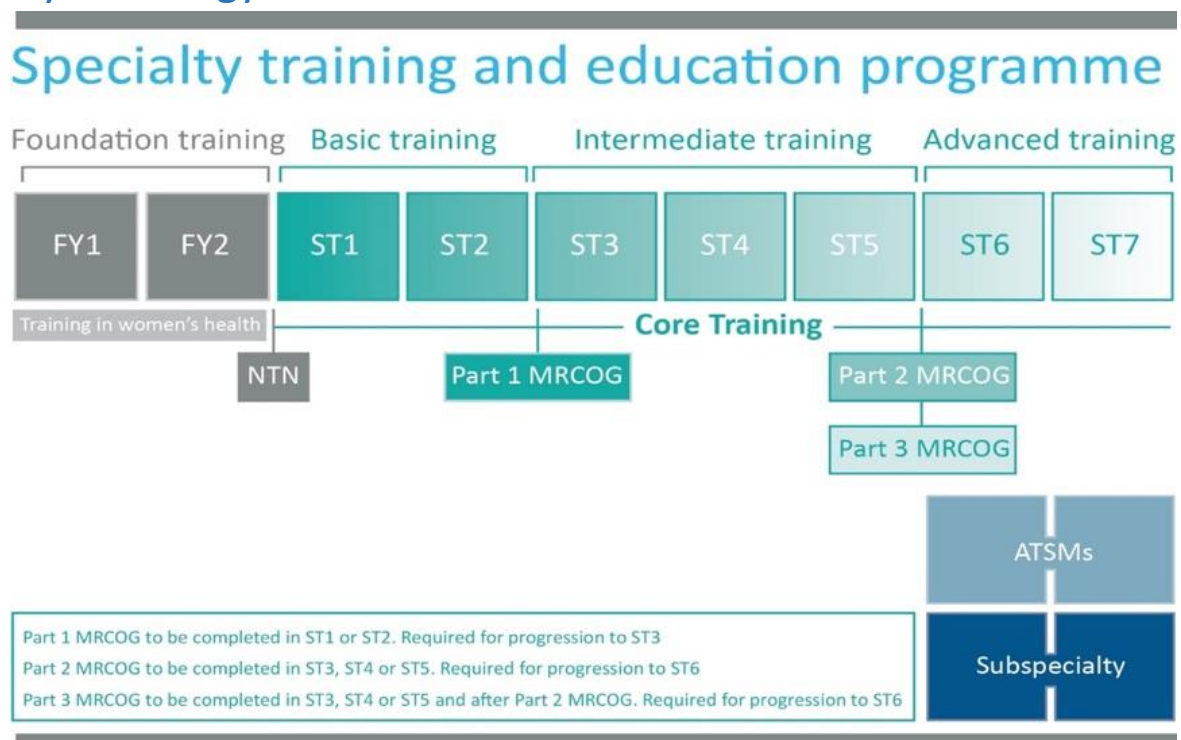 Specialty training and education programme
Foundation training Basic training Intermediate training Advanced training
FY1 FY2 ST1 ST2 ST3 ST4 ST5 ST6 ST7
Training in women's health
Core Training
NTN Part 1 MRCOG Part 2 MRCOG
Part 3 MRCOG
ATSMs
Part 1 MRCOG to be completed in ST1 or ST2. Required for progression to ST3
Part 2 MRCOG to be completed in ST3, ST4 or ST5. Required for progression to ST6
Part 3 MRCOG to be completed in ST3, ST4 or ST5 and after Part 2 MRCOG. Required for progression to ST6
Subspecialty